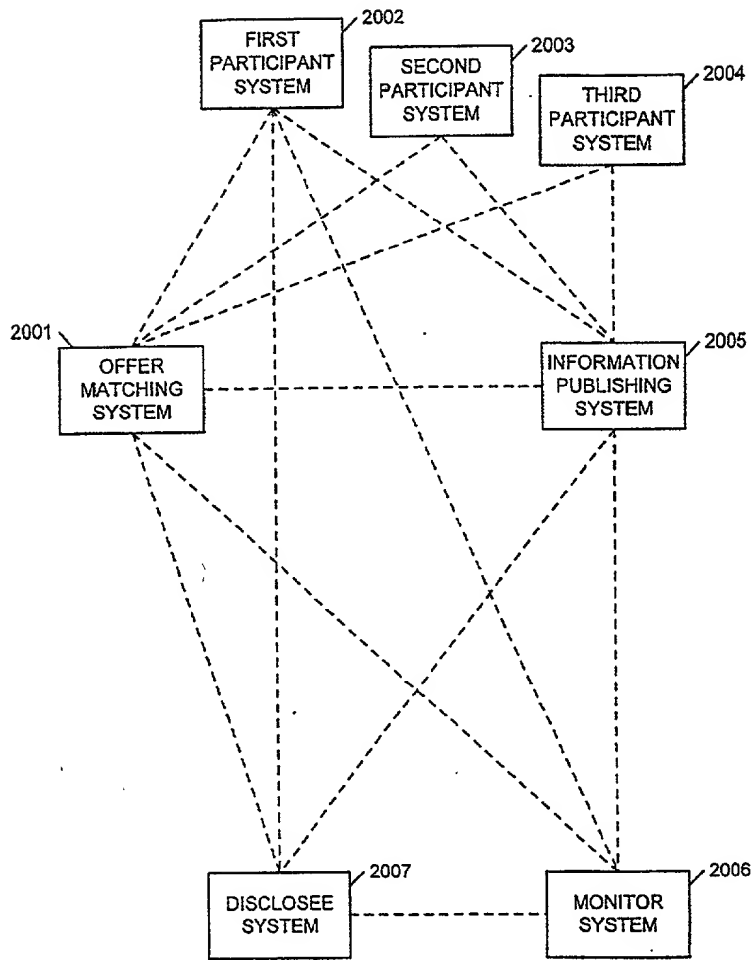 2002
FIRST
PARTICIPANT
SYSTEM
2003
SECOND
PARTICIPANT
SYSTEM
2004
THIRD
PARTICIPANT
SYSTEM
2001
OFFER
MATCHING
SYSTEM
2005
INFORMATION
PUBLISHING
SYSTEM
2007
DISCLOSEE
SYSTEM
2006
MONITOR
SYSTEM